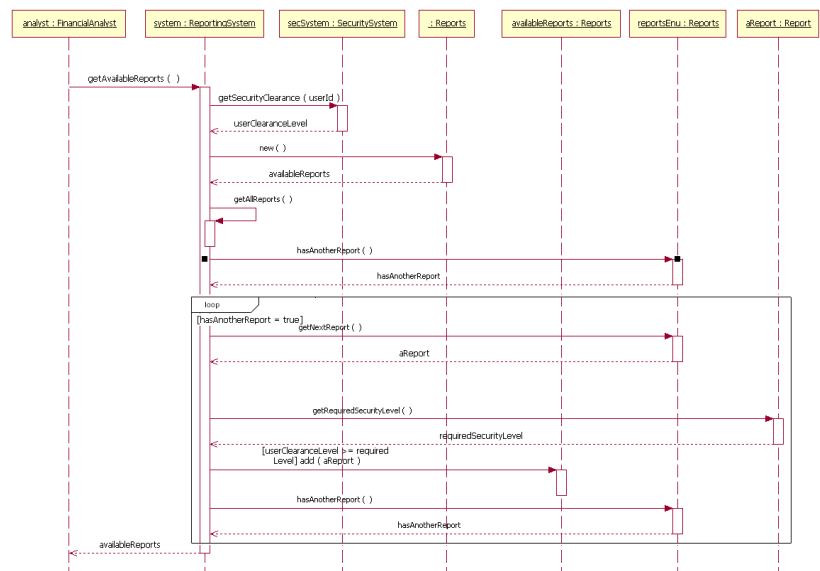 analyst : FinancialAnalyst
system : ReportingSystem
secSystem : SecuritySystem
: Reports
availableReports : Reports
reportsEnu : Reports
aReport : Report
getAvailableReports ( )
getSecurityClearance ( userId )
userClearanceLevel
new ( )
availableReports
getAllReports ( )
hasAnotherReport ( )
hasAnotherReport
loop
[hasAnotherReport = true]
getNextReport ( )
aReport
getRequiredSecurityLevel ( )
requiredSecurityLevel
[userClearanceLevel >= required
Level] add ( aReport )
hasAnotherReport ( )
hasAnotherReport
availableReports